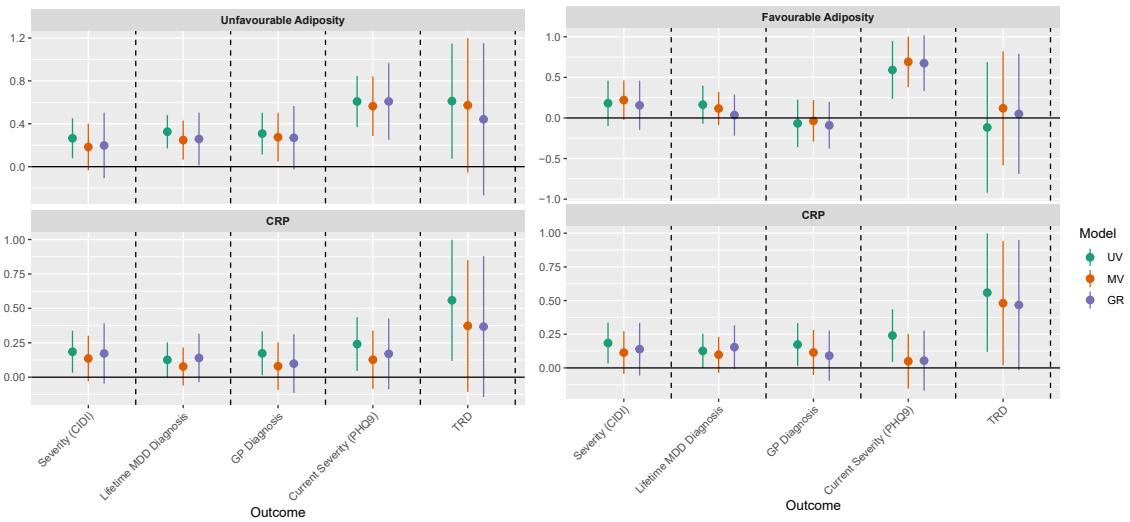 Unfavourable Adiposity
1.2
0.8
0.4
0.0
CRP
1.00
0.75
0.50
0.25
0.00
Severity (CIDI)
Lifetime MDD Diagnosis
GP Diagnosis
Current Severity (PHQ9)
TRD
Outcome
Favourable Adiposity
1.0
0.5
0.0
−0.5
−1.0
CRP
1.00
0.75
0.50
0.25
0.00
Severity (CIDI)
Lifetime MDD Diagnosis
GP Diagnosis
Current Severity (PHQ9)
TRD
Outcome
Model
UV
MV
GR